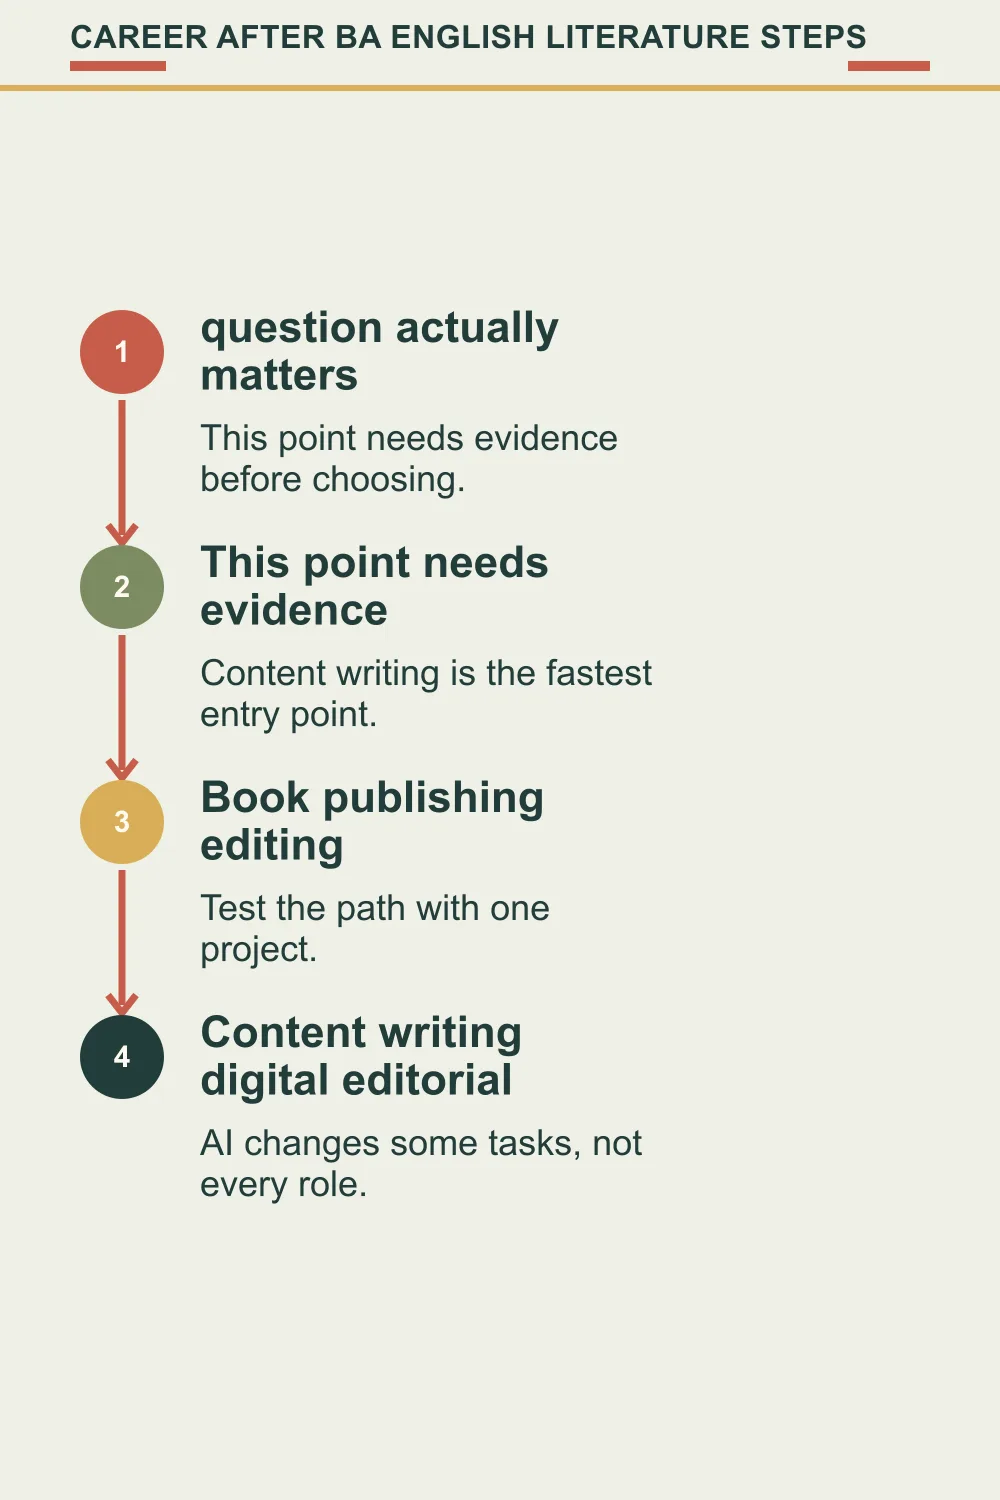 CAREER AFTER BA ENGLISH LITERATURE STEPS
1
question actually
matters
This point needs evidence
before choosing.
2
This point needs
evidence
Content writing is the fastest
entry point.
3
Book publishing
editing
Test the path with one
project.
4
Content writing
digital editorial
AI changes some tasks, not
every role.